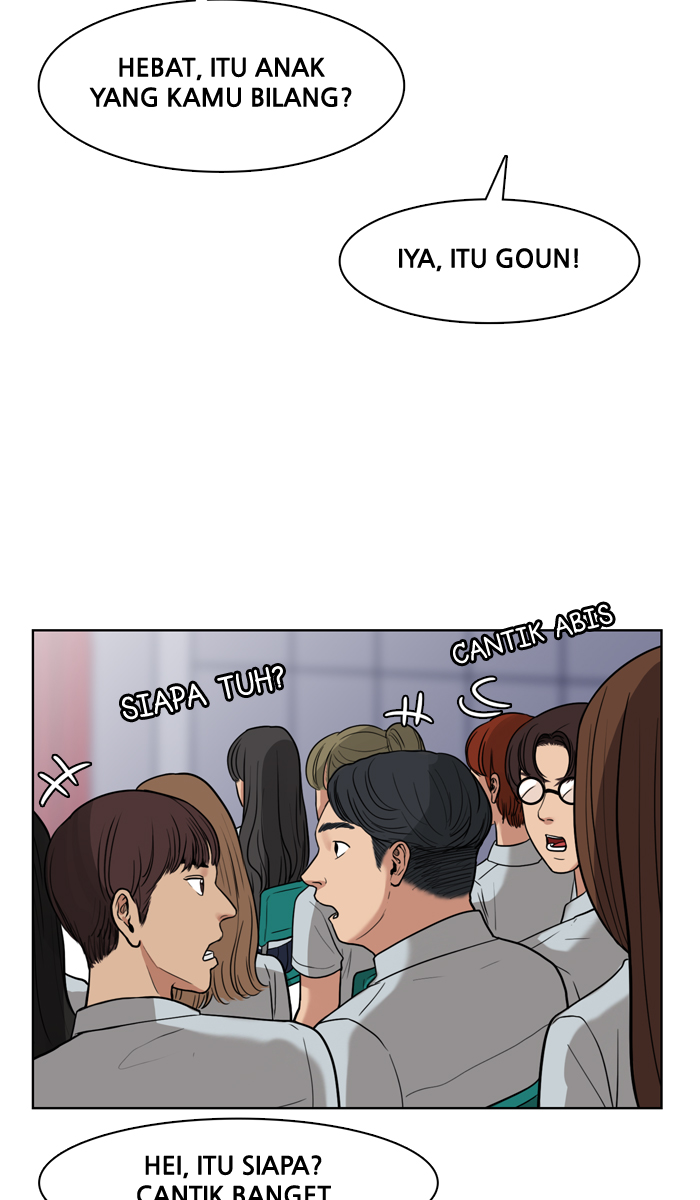 HEBAT, ITU ANAK
YANG KAMU BILANG?
IYA, ITU GOUN!
CANTIK ABIS
SIAPA TUH?
HEI, ITU SIAPA?
CANTIK BANGET